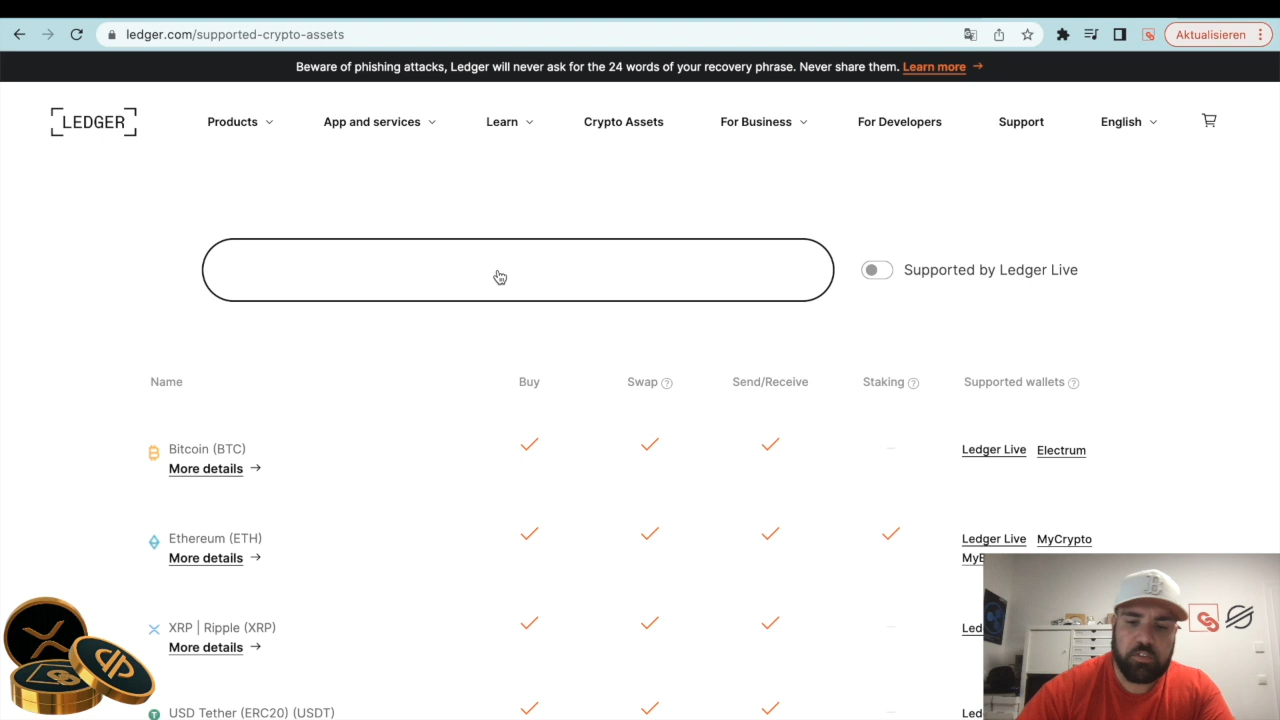 ledger.com/supported-crypto-assets
Aktualisieren
Beware of phishing attacks, Ledger will never ask for the 24 words of your recovery phrase. Never share them. Learn more →
LEDGER
Products
App and services
Learn
Crypto Assets
For Business
For Developers
Support
English
Supported by Ledger Live
Name
Buy
Swap ?
Send/Receive
Staking ?
Supported wallets ?
Bitcoin (BTC)
More details →
Ledger Live Electrum
Ethereum (ETH)
More details →
Ledger Live MyCrypto
XRP | Ripple (XRP)
More details →
USD Tether (ERC20) (USDT)